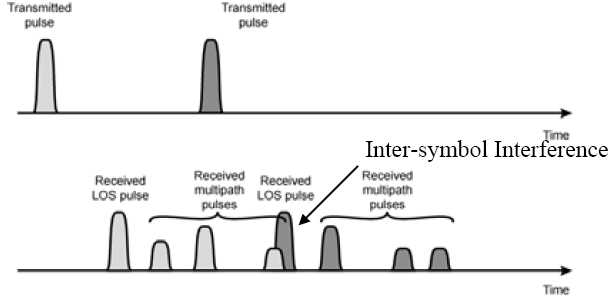 Transmitted
pulse
Transmitted
pulse
Time
Inter-symbol Interference
Received
LOS pulse
Received
multipath
pulses
Received
LOS pulse
Received
multipath
pulses